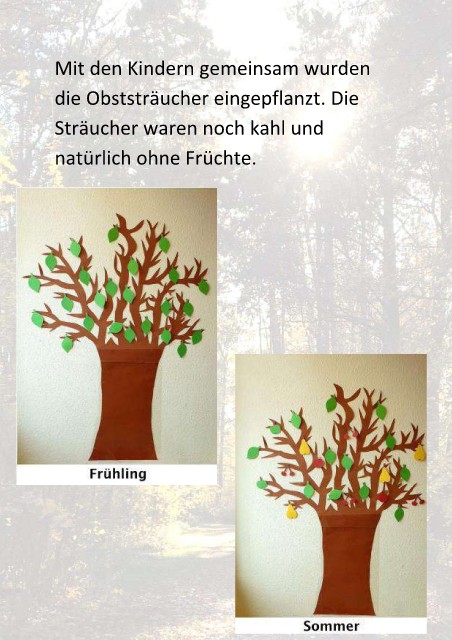 Mit den Kindern gemeinsam wurden
die Obststräucher eingepflanzt. Die
Sträucher waren noch kahl und
natürlich ohne Früchte.
Frühling
Sommer